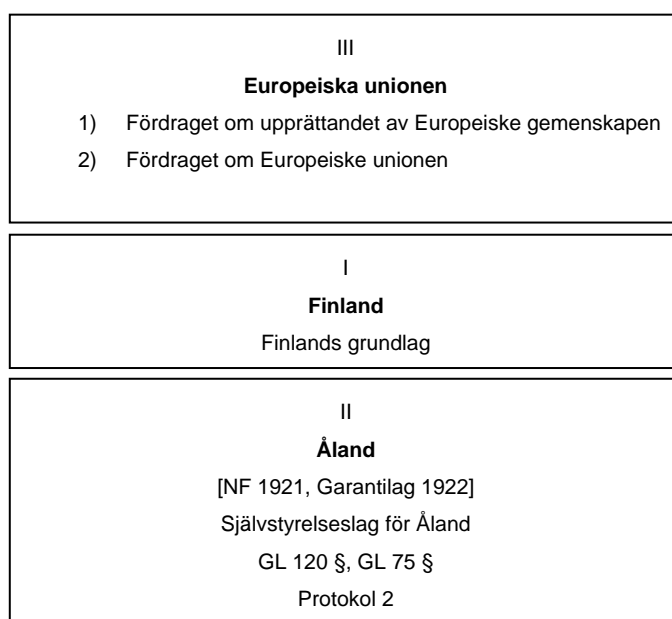 III
Europeiska unionen
1) Fördraget om upprättandet av Europeiske gemenskapen
2) Fördraget om Europeiske unionen
I
Finland
Finlands grundlag
II
Åland
[NF 1921, Garantilag 1922]
Självstyrelseslag för Åland
GL 120 §, GL 75 §
Protokol 2